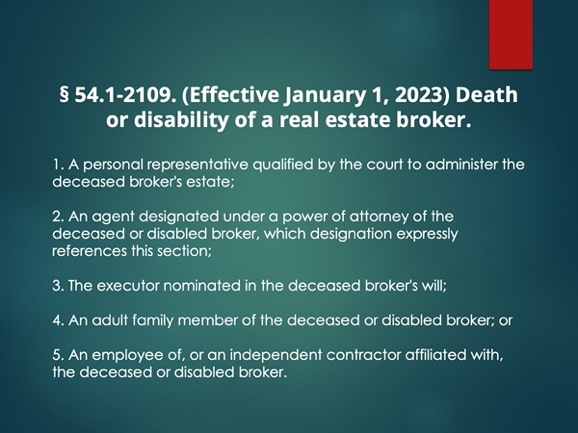 § 54.1-2109. (Effective January 1, 2023) Death
or disability of a real estate broker.
1. A personal representative qualified by the court to administer the
deceased broker's estate;
2. An agent designated under a power of attorney of the
deceased or disabled broker, which designation expressly
references this section;
3. The executor nominated in the deceased broker's will;
4. An adult family member of the deceased or disabled broker; or
5. An employee of, or an independent contractor affiliated with,
the deceased or disabled broker.